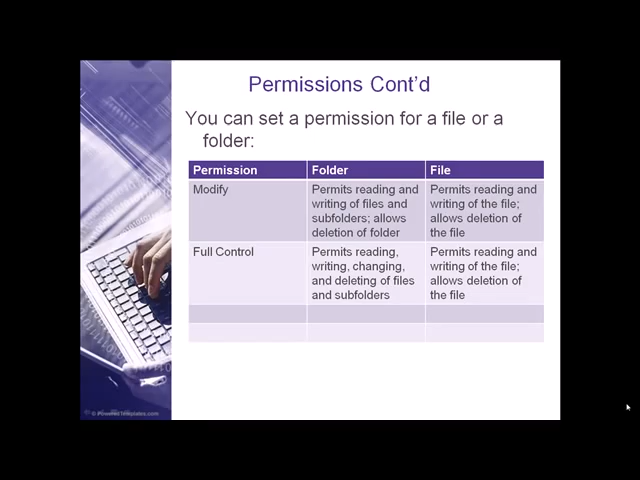 Permissions Cont'd
You can set a permission for a file or a
folder:
Permission Folder File
Modify Permits reading and Permits reading and
writing of files and writing of the file;
subfolders; allows allows deletion of
deletion of folder the file
Full Control Permits reading, Permits reading and
writing, changing, writing of the file;
and deleting of files allows deletion of
and subfolders the file
© PoweredTemplates.com